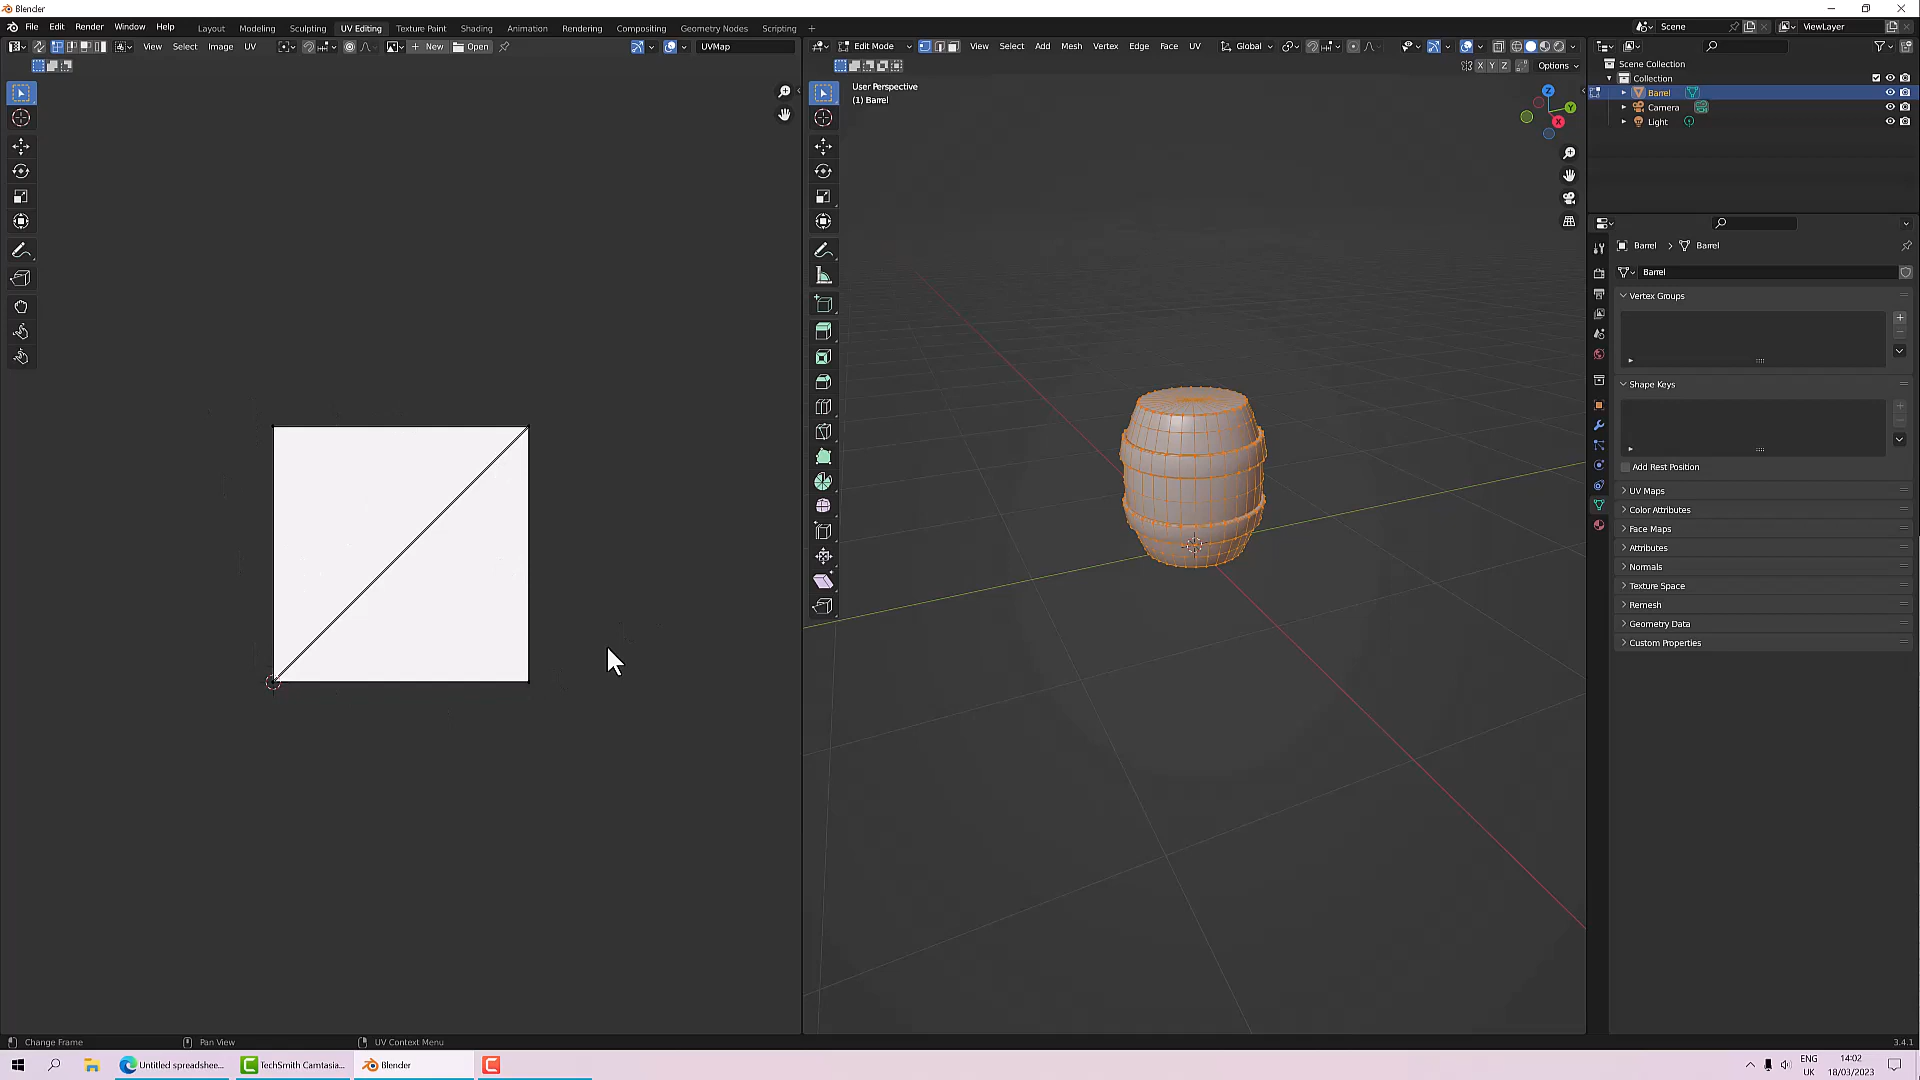 Blender
File Edit Render Window Help
Layout Modeling Sculpting UV Editing Texture Paint Shading Animation Rendering Compositing Geometry Nodes Scripting +
Scene
ViewLayer
View Select Image UV
New
Open
UVMap
Edit Mode
View Select Add Mesh Vertex Edge Face UV
Global
X Y Z
Options
User Perspective
(1) Barrel
Z
Y
X
Scene Collection
Collection
Barrel
Camera
Light
Barrel > Barrel
Barrel
Vertex Groups
Shape Keys
Add Rest Position
UV Maps
Color Attributes
Face Maps
Attributes
Normals
Texture Space
Remesh
Geometry Data
Custom Properties
Change Frame
Pan View
UV Context Menu
3.4.1
Untitled spreadshee...
TechSmith Camtasia...
Blender
ENG
UK
14:02
18/03/2023